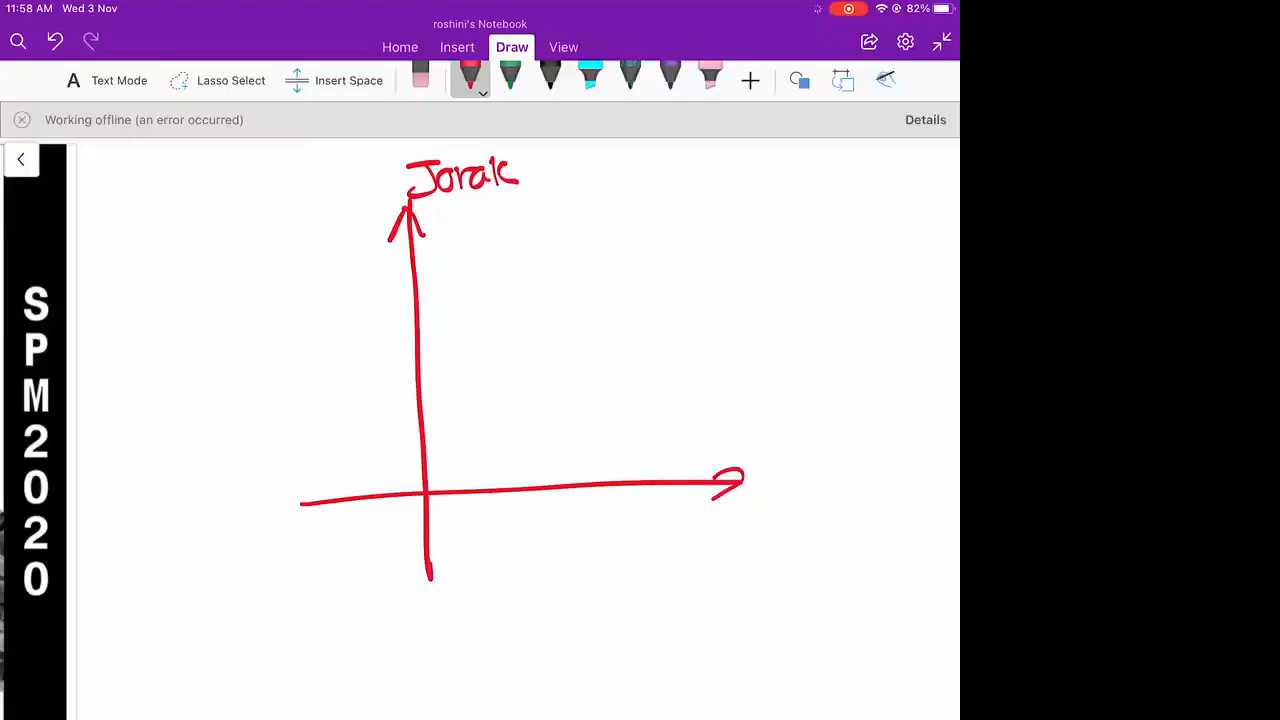 11:58 AM Wed 3 Nov
82%
roshini's Notebook
Home Insert Draw View
Text Mode Lasso Select Insert Space
Working offline (an error occurred) Details
Jorak
SPM2020